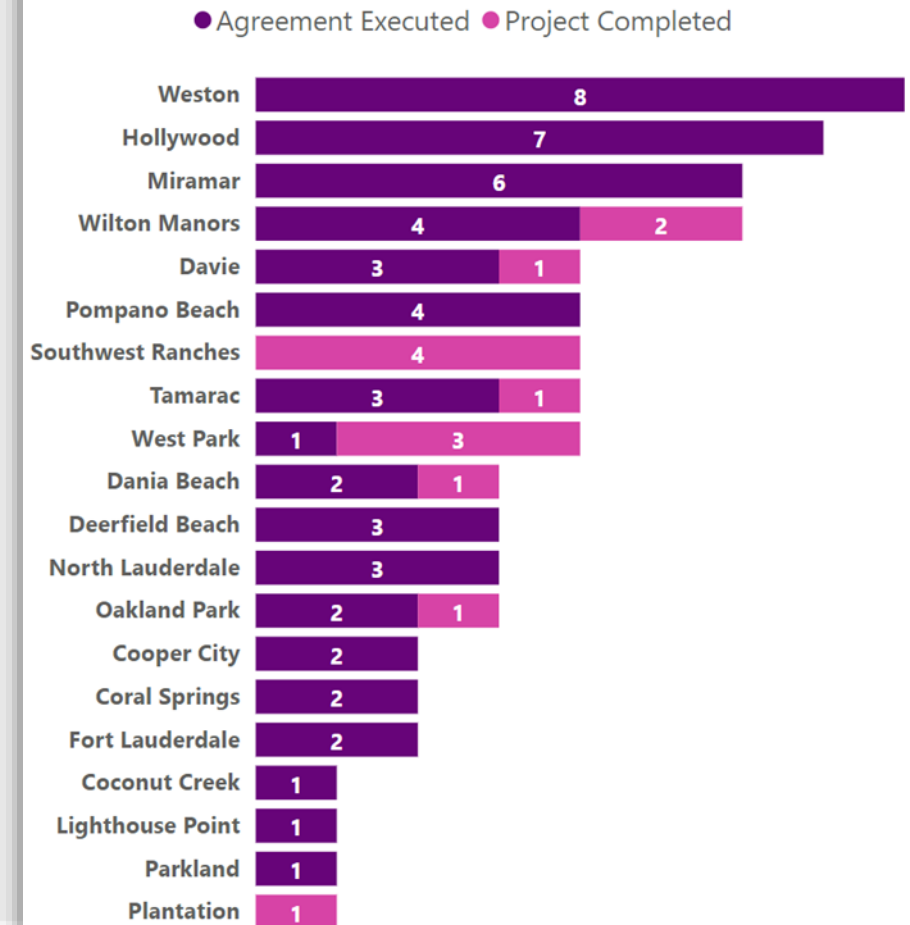 Agreement Executed Project Completed
Weston 8
Hollywood 7
Miramar 6
Wilton Manors 4 2
Davie 3 1
Pompano Beach 4
Southwest Ranches 4
Tamarac 3 1
West Park 1 3
Dania Beach 2 1
Deerfield Beach 3
North Lauderdale 3
Oakland Park 2 1
Cooper City 2
Coral Springs 2
Fort Lauderdale 2
Coconut Creek 1
Lighthouse Point 1
Parkland 1
Plantation 1